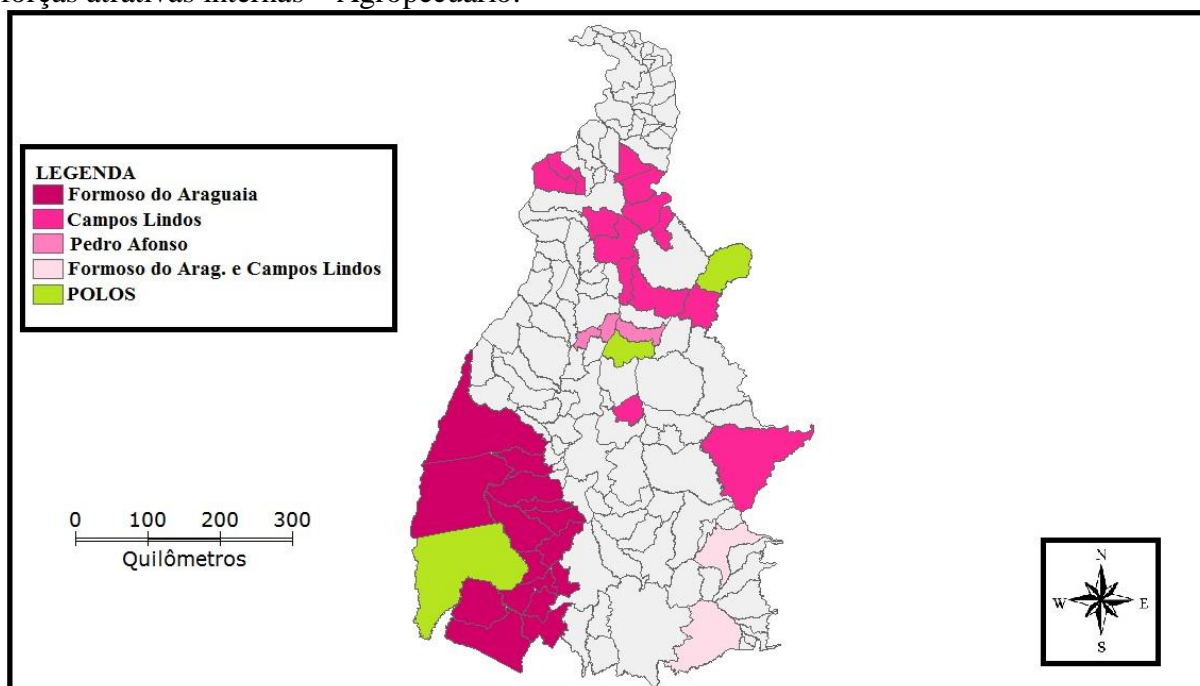 forças atrativas internas – Agropecuário.
LEGENDA
Formoso do Araguaia
Campos Lindos
Pedro Afonso
Formoso do Arag. e Campos Lindos
POLOS
0 100 200 300
Quilômetros
N
W E
S